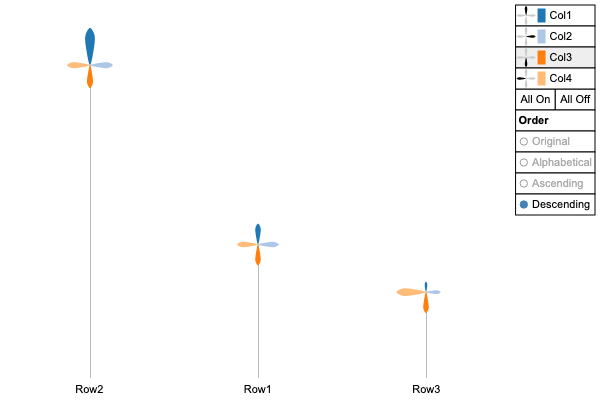 Col1
Col2
Col3
Col4
All On All Off
Order
Original
Alphabetical
Ascending
Descending
Row2 Row1 Row3